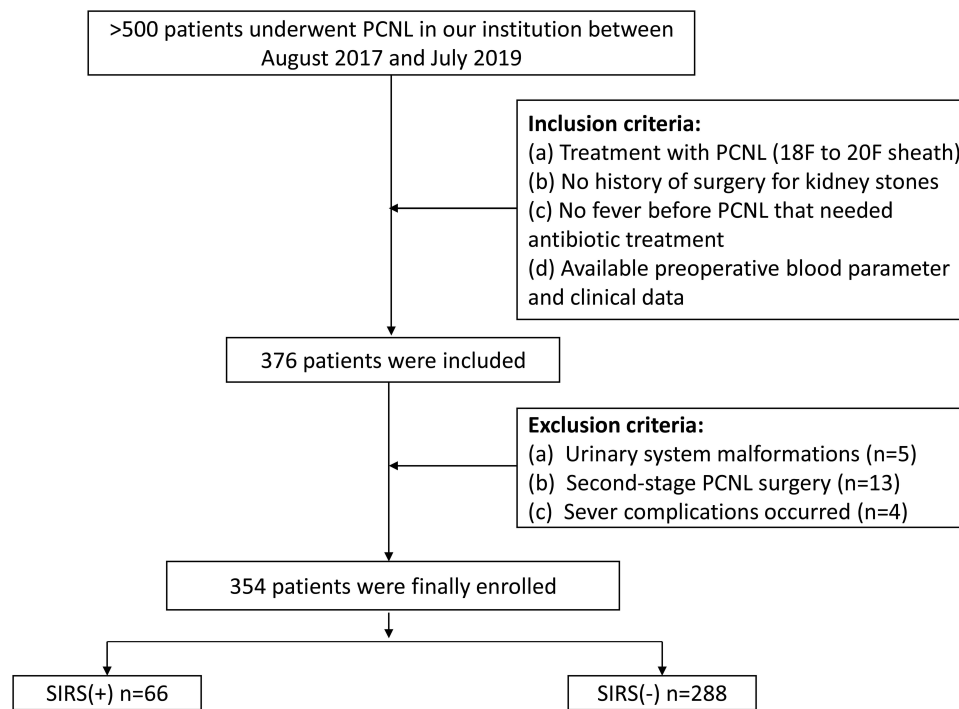 >500 patients underwent PCNL in our institution between
August 2017 and July 2019
Inclusion criteria:
(a) Treatment with PCNL (18F to 20F sheath)
(b) No history of surgery for kidney stones
(c) No fever before PCNL that needed
antibiotic treatment
(d) Available preoperative blood parameter
and clinical data
376 patients were included
Exclusion criteria:
(a) Urinary system malformations (n=5)
(b) Second-stage PCNL surgery (n=13)
(c) Sever complications occurred (n=4)
354 patients were finally enrolled
SIRS(+) n=66
SIRS(-) n=288